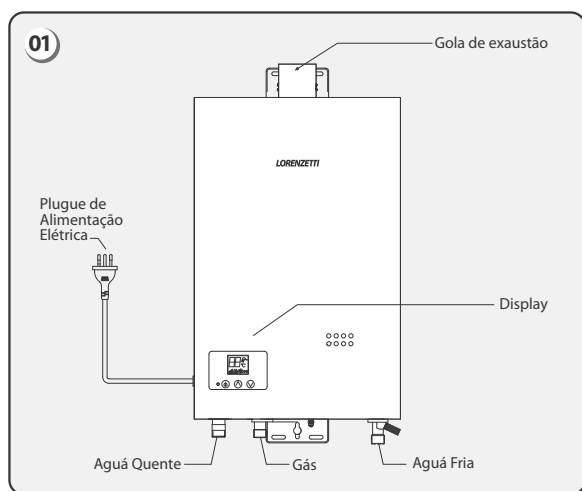 01
Gola de exaustão
LORENZETTI
Plugue de
Alimentação
Elétrica
Display
Aguá Quente
Gás
Aguá Fria